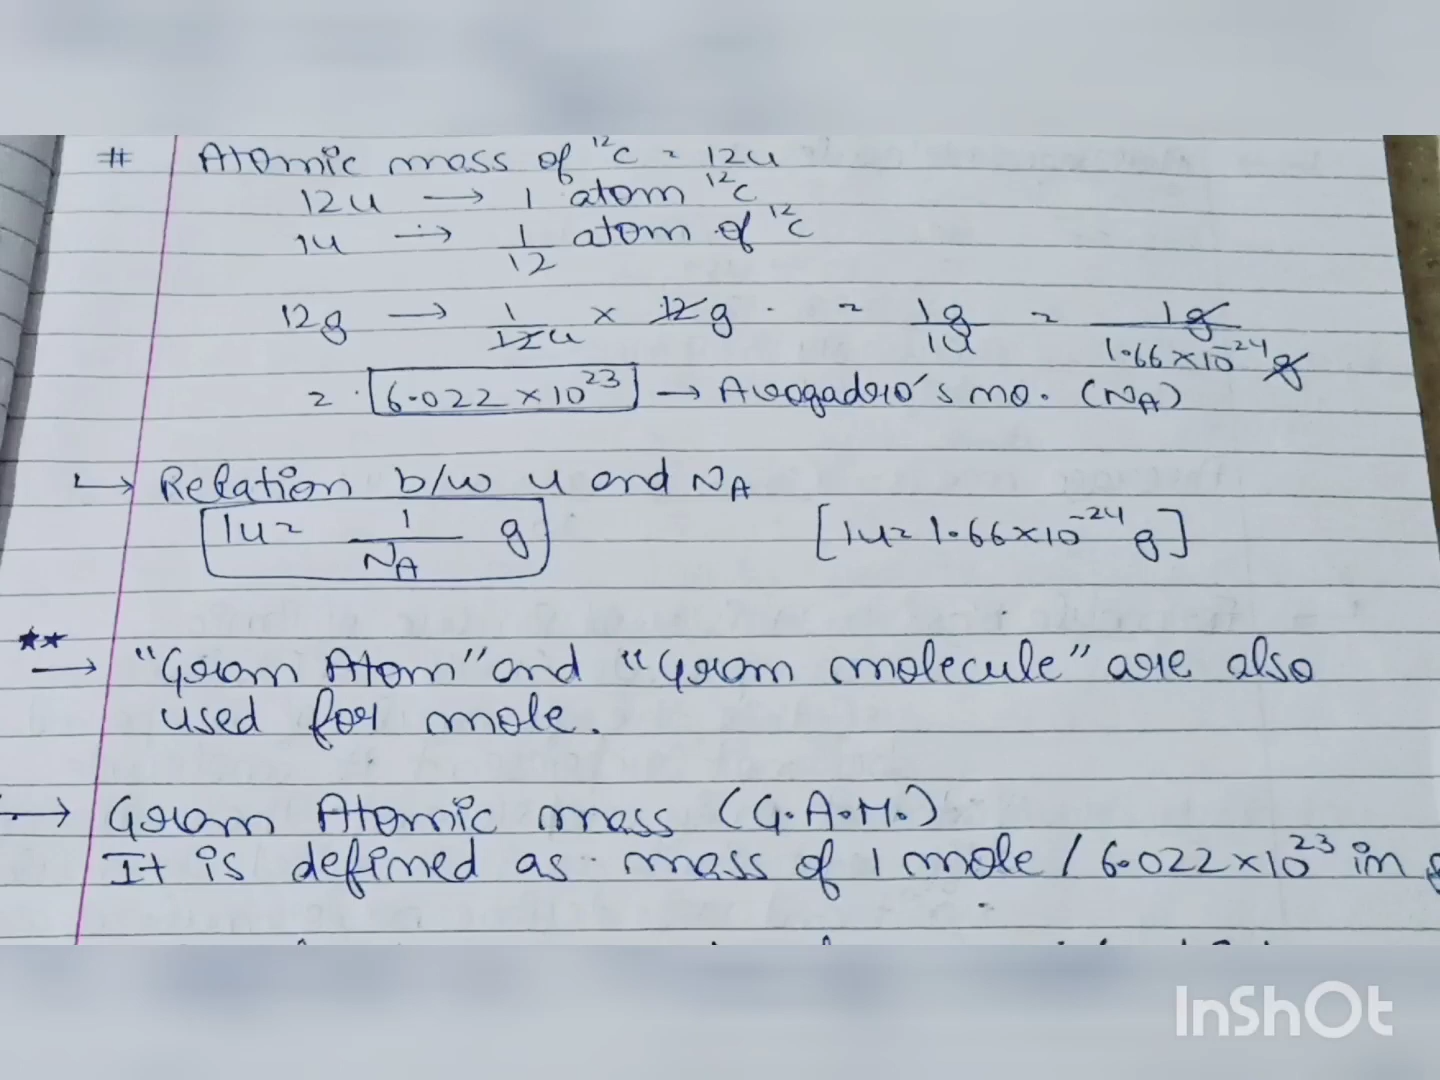 # Atomic mass of ¹²C = 12u
12u → 1 atom ¹²C
1u → 1/12 atom of ¹²C
12g → 1/12u × 12g. = 1g/1u = 1g/1.66×10⁻²⁴g
= 6.022×10²³ → Avogadro's no. (NA)
↳ Relation b/w u and NA
1u = 1/NA g [1u = 1.66×10⁻²⁴g]
★★
→ "Gram Atom" and "Gram molecule" are also
used for mole.
→ Gram Atomic mass (G.A.M.)
It is defined as mass of 1 mole / 6.022×10²³ in
InShOt